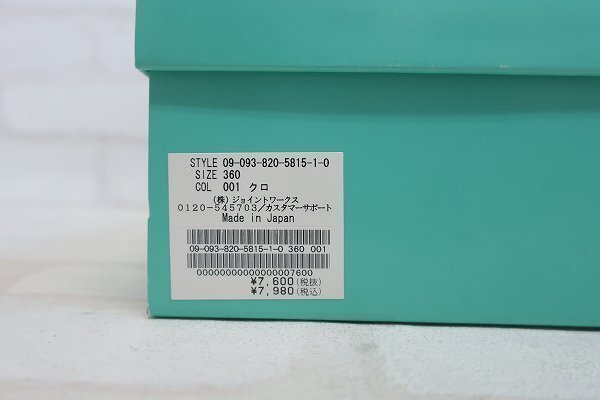 STYLE 09-093-820-5815-1-0
SIZE 360
COL 001 クロ
(株)ジョイントワークス
0120-545703/カスタマーサポート
Made in Japan
09-093-820-5815-1-0 360 001
00000000000000007600
¥7,600(税抜)
¥7,980(税込)